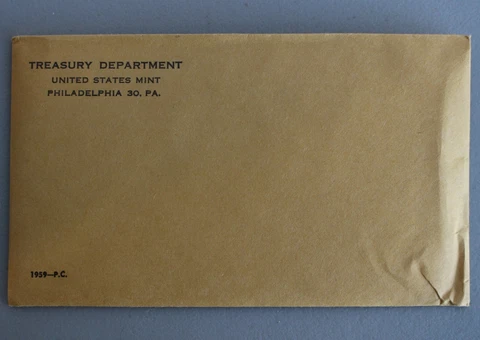 TREASURY DEPARTMENT
UNITED STATES MINT
PHILADELPHIA 30, PA.
1959—P.C.